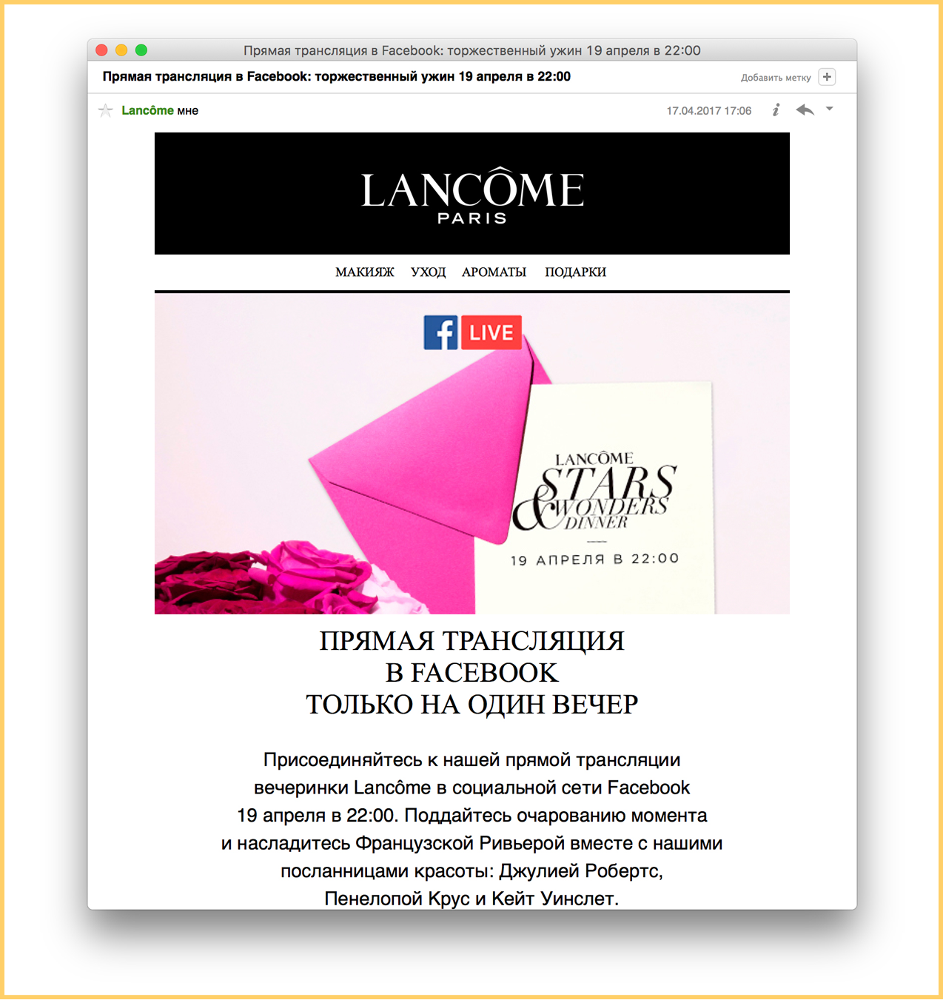 Прямая трансляция в Facebook: торжественный ужин 19 апреля в 22:00
Прямая трансляция в Facebook: торжественный ужин 19 апреля в 22:00
Добавить метку
Lancôme мне
17.04.2017 17:06
LANCÔME
PARIS
МАКИЯЖ УХОД АРОМАТЫ ПОДАРКИ
f LIVE
LANCÔME
STARS
& WONDERS
DINNER
19 АПРЕЛЯ В 22:00
ПРЯМАЯ ТРАНСЛЯЦИЯ
В FACEBOOK
ТОЛЬКО НА ОДИН ВЕЧЕР
Присоединяйтесь к нашей прямой трансляции
вечеринки Lancôme в социальной сети Facebook
19 апреля в 22:00. Поддайтесь очарованию момента
и насладитесь Французской Ривьерой вместе с нашими
посланницами красоты: Джулией Робертс,
Пенелопой Крус и Кейт Уинслет.